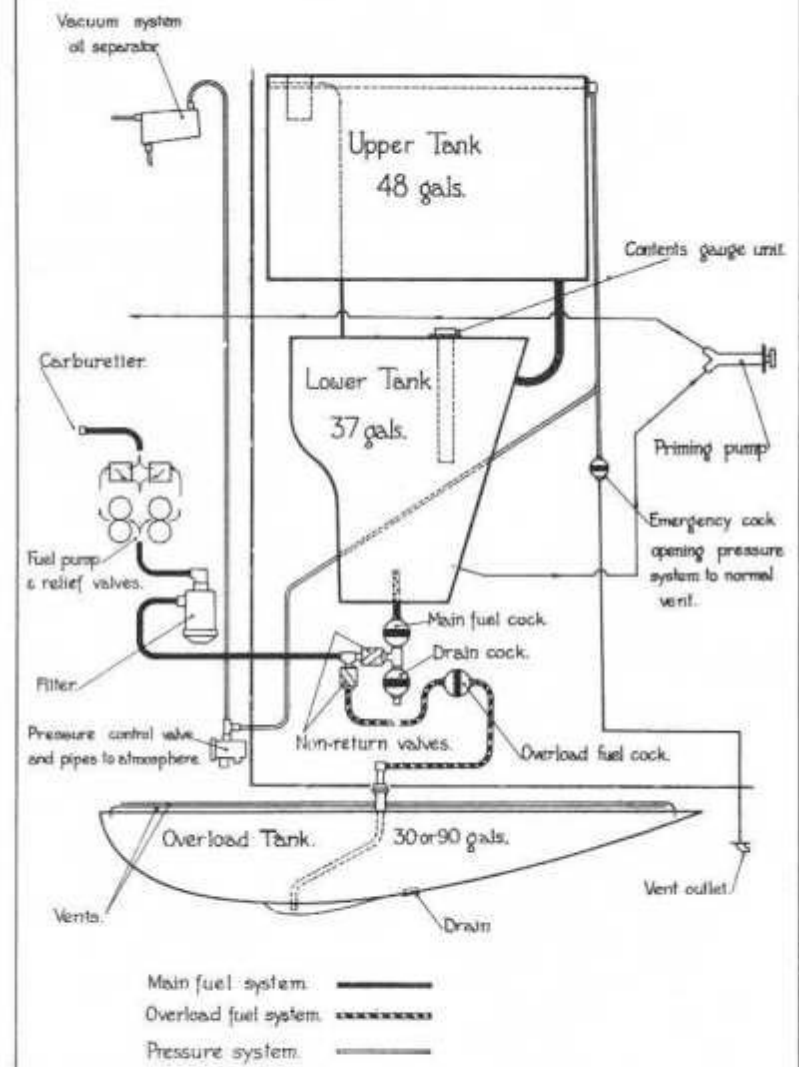 Vacuum system
oil separator
Upper Tank
48 gals.
Contents gauge unit.
Carburetter.
Lower Tank
37 gals.
Priming pump
Emergency cock
opening pressure
system to normal
vent.
Fuel pump
& relief valves.
Main fuel cock.
Drain cock.
Filter.
Pressure control valve
and pipes to atmosphere.
Non-return valves.
Overload fuel cock.
Overload Tank.
30 or 90 gals.
Vents.
Vent outlet.
Drain
Main fuel system.
Overload fuel system.
Pressure system.